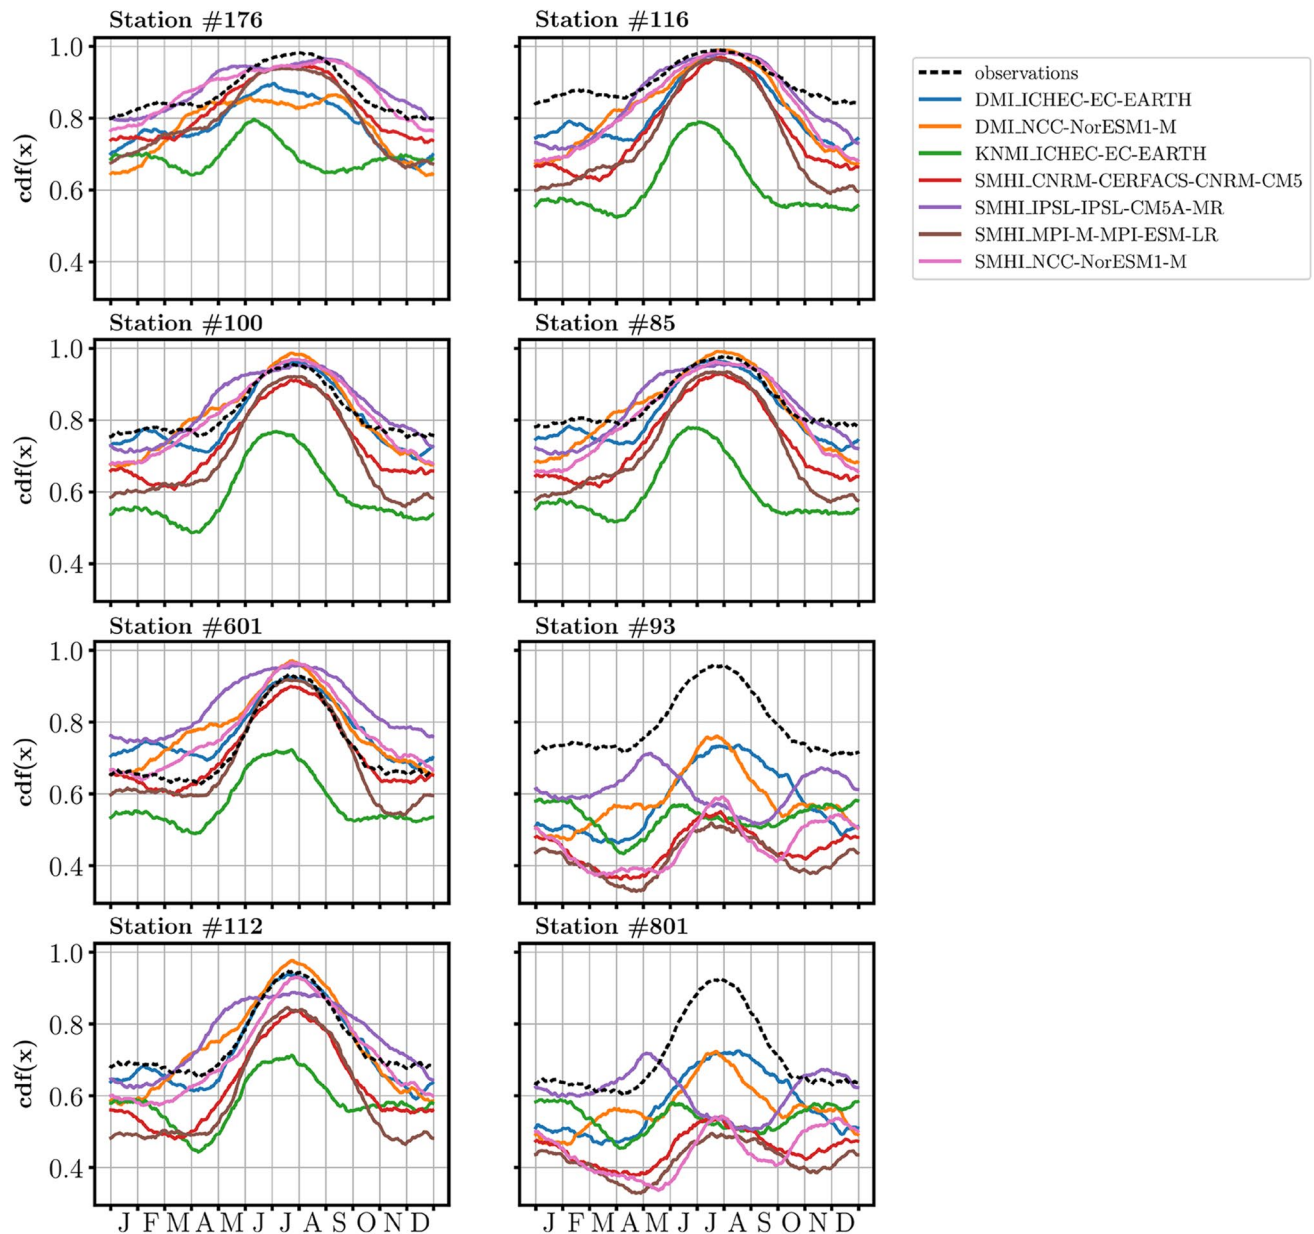 Station #176
Station #116
1.0
0.8
0.6
0.4
cdf(x)
observations
DMI_ICHEC-EC-EARTH
DMI_NCC-NorESM1-M
KNMI_ICHEC-EC-EARTH
SMHI_CNRM-CERFACS-CNRM-CM5
SMHI_IPSL-IPSL-CM5A-MR
SMHI_MPI-M-MPI-ESM-LR
SMHI_NCC-NorESM1-M
Station #100
Station #85
1.0
0.8
0.6
0.4
cdf(x)
Station #601
Station #93
1.0
0.8
0.6
0.4
cdf(x)
Station #112
Station #801
1.0
0.8
0.6
0.4
cdf(x)
J F M A M J J A S O N D
J F M A M J J A S O N D